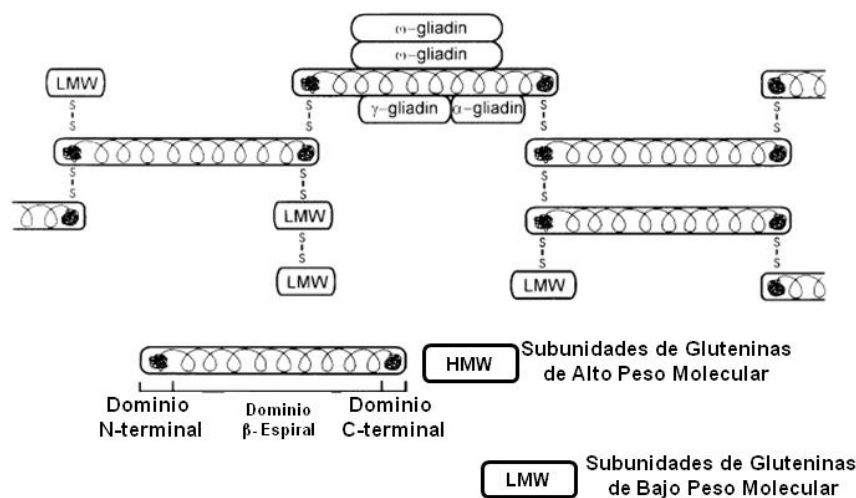 ω-gliadin
ω-gliadin
LMW
γ-gliadin
α-gliadin
S
S
S
S
S
S
S
S
S
S
S
S
LMW
S
S
S
S
S
S
LMW
LMW
HMW
Subunidades de Gluteninas
de Alto Peso Molecular
Dominio
N-terminal
Dominio
β-Espiral
Dominio
C-terminal
LMW
Subunidades de Gluteninas
de Bajo Peso Molecular